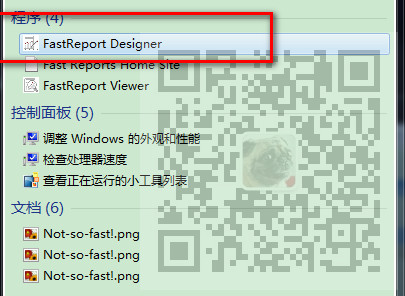 程序 (4)
FastReport Designer
Fast Reports Home Site
FastReport Viewer
控制面板 (5)
调整 Windows 的外观和性能
检查处理器速度
查看正在运行的小工具列表
文档 (6)
Not-so-fast!.png
Not-so-fast!.png
Not-so-fast!.png